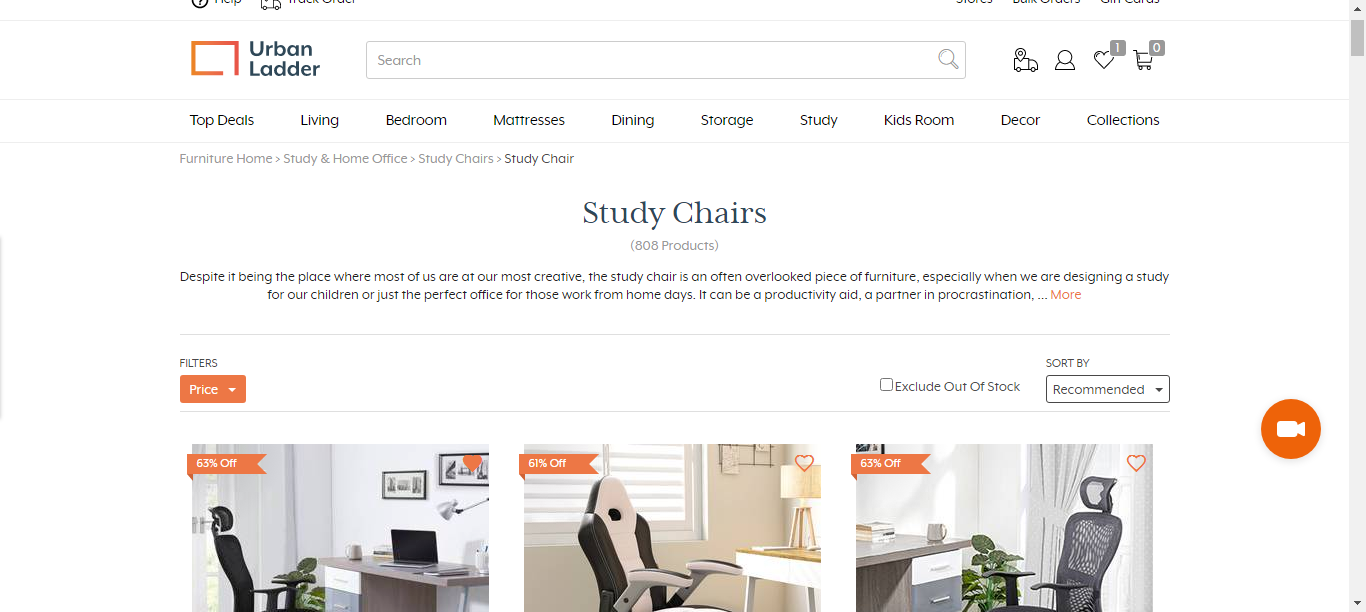 Help Track Order Stores Bulk Orders Gift Cards
Urban
Ladder
Search
1
0
Top Deals Living Bedroom Mattresses Dining Storage Study Kids Room Decor Collections
Furniture Home > Study & Home Office > Study Chairs > Study Chair
Study Chairs
(808 Products)
Despite it being the place where most of us are at our most creative, the study chair is an often overlooked piece of furniture, especially when we are designing a study
for our children or just the perfect office for those work from home days. It can be a productivity aid, a partner in procrastination, ... More
FILTERS
Price
Exclude Out Of Stock
SORT BY
Recommended
63% Off
61% Off
63% Off